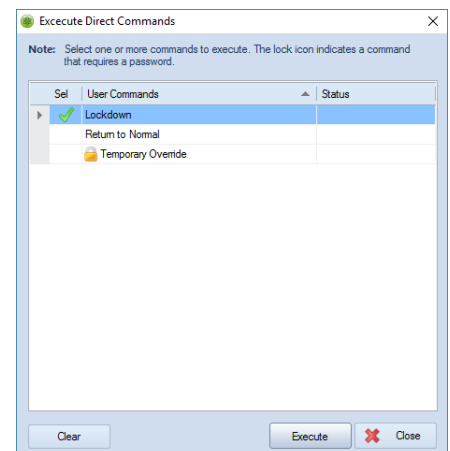 Excecute Direct Commands
Note: Select one or more commands to execute. The lock icon indicates a command
that requires a password.
Sel User Commands Status
Lockdown
Return to Normal
Temporary Override
Clear Execute Close